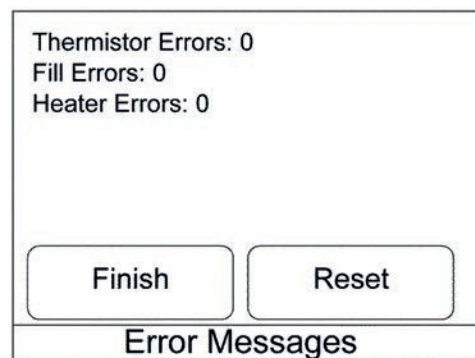 Thermistor Errors: 0
Fill Errors: 0
Heater Errors: 0
Finish
Reset
Error Messages